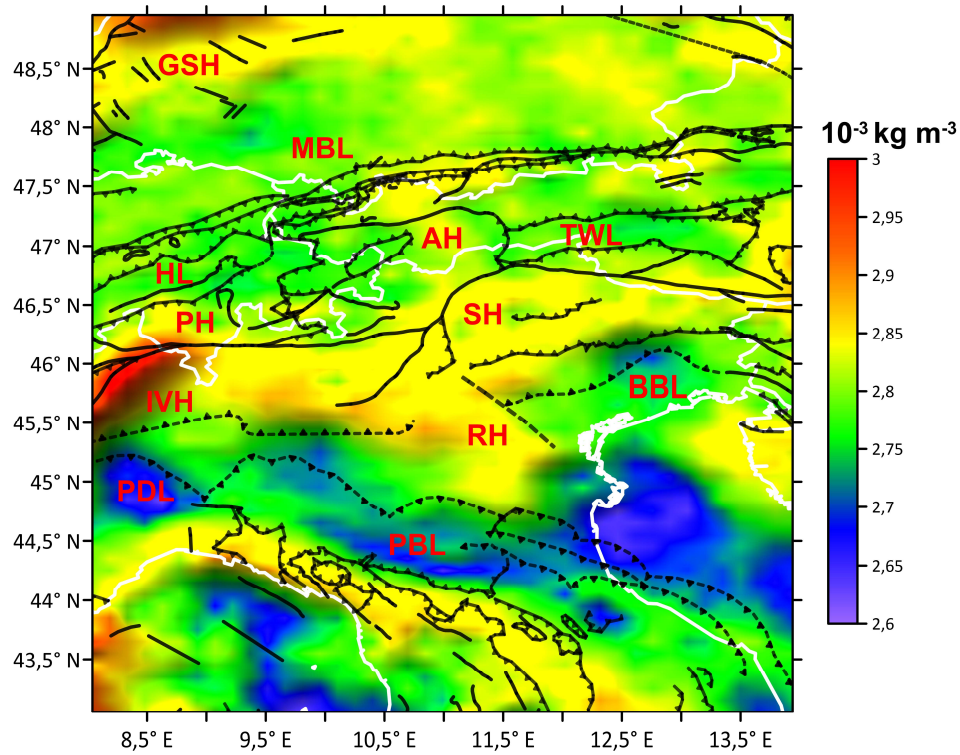 10⁻³ kg m⁻³
48,5° N
48° N
47,5° N
47° N
46,5° N
46° N
45,5° N
45° N
44,5° N
44° N
43,5° N
GSH
MBL
AH
TWL
HL
PH
SH
IVH
BBL
RH
PDL
PBL
3
2,95
2,9
2,85
2,8
2,75
2,7
2,65
2,6
8,5° E
9,5° E
10,5° E
11,5° E
12,5° E
13,5° E